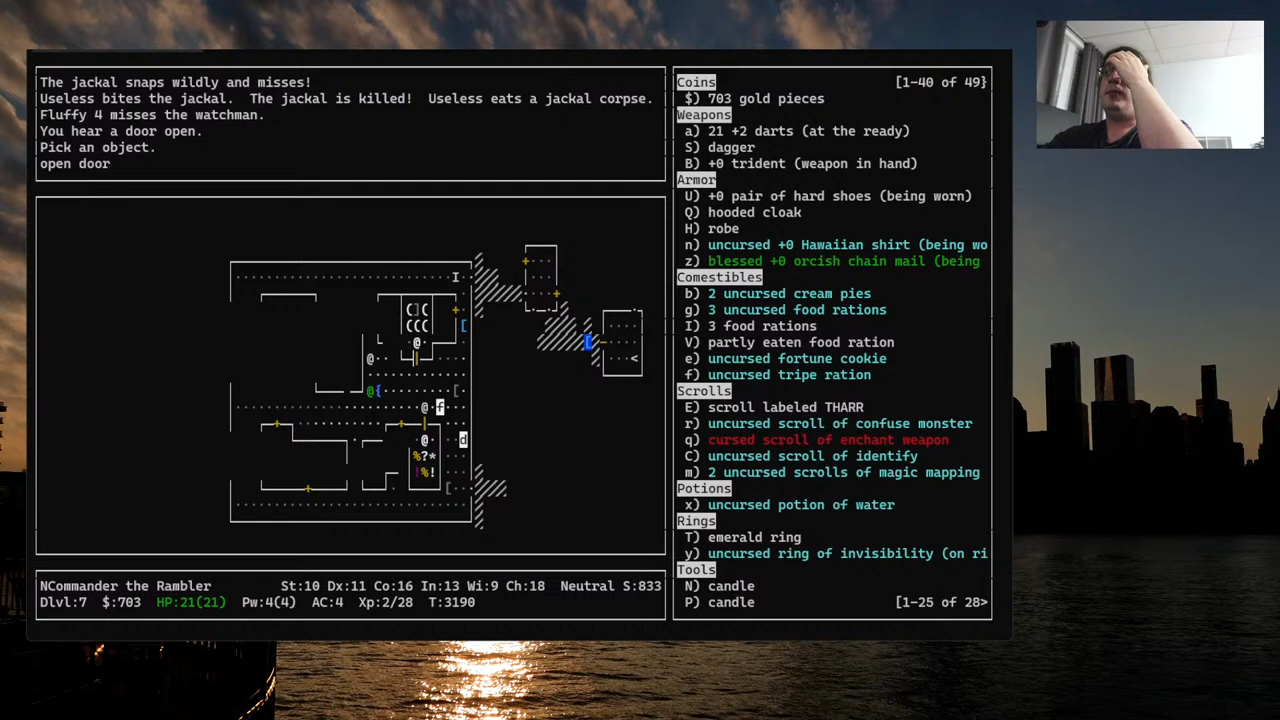 The jackal snaps wildly and misses!
Useless bites the jackal.  The jackal is killed!  Useless eats a jackal corpse.
Fluffy 4 misses the watchman.
You hear a door open.
Pick an object.
open door
NCommander the Rambler St:10 Dx:11 Co:16 In:13 Wi:9 Ch:18 Neutral S:833
Dlvl:7 $:703 HP:21(21) Pw:4(4) AC:4 Xp:2/28 T:3190
Coins [1-40 of 49}
$) 703 gold pieces
Weapons
a) 21 +2 darts (at the ready)
S) dagger
B) +0 trident (weapon in hand)
Armor
U) +0 pair of hard shoes (being worn)
Q) hooded cloak
H) robe
n) uncursed +0 Hawaiian shirt (being wo
z) blessed +0 orcish chain mail (being
Comestibles
b) 2 uncursed cream pies
g) 3 uncursed food rations
I) 3 food rations
V) partly eaten food ration
e) uncursed fortune cookie
f) uncursed tripe ration
Scrolls
E) scroll labeled THARR
r) uncursed scroll of confuse monster
q) cursed scroll of enchant weapon
C) uncursed scroll of identify
m) 2 uncursed scrolls of magic mapping
Potions
x) uncursed potion of water
Rings
T) emerald ring
y) uncursed ring of invisibility (on ri
Tools
N) candle
P) candle [1-25 of 28>